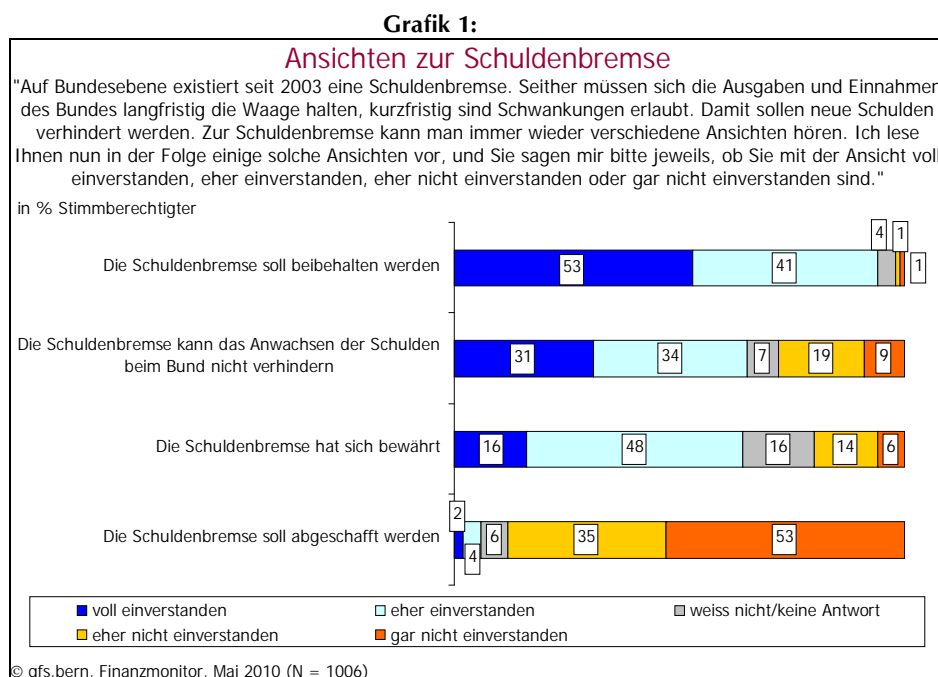 Grafik 1:
Ansichten zur Schuldenbremse
"Auf Bundesebene existiert seit 2003 eine Schuldenbremse. Seither müssen sich die Ausgaben und Einnahmen
des Bundes langfristig die Waage halten, kurzfristig sind Schwankungen erlaubt. Damit sollen neue Schulden
verhindert werden. Zur Schuldenbremse kann man immer wieder verschiedene Ansichten hören. Ich lese
Ihnen nun in der Folge einige solche Ansichten vor, und Sie sagen mir bitte jeweils, ob Sie mit der Ansicht voll
einverstanden, eher einverstanden, eher nicht einverstanden oder gar nicht einverstanden sind."
in % Stimmberechtigter
Die Schuldenbremse soll beibehalten werden
53 41 4 1 1
Die Schuldenbremse kann das Anwachsen der Schulden
beim Bund nicht verhindern
31 34 7 19 9
Die Schuldenbremse hat sich bewährt
16 48 16 14 6
Die Schuldenbremse soll abgeschafft werden
2 4 6 35 53
voll einverstanden eher einverstanden weiss nicht/keine Antwort
eher nicht einverstanden gar nicht einverstanden
© gfs.bern, Finanzmonitor, Mai 2010 (N = 1006)